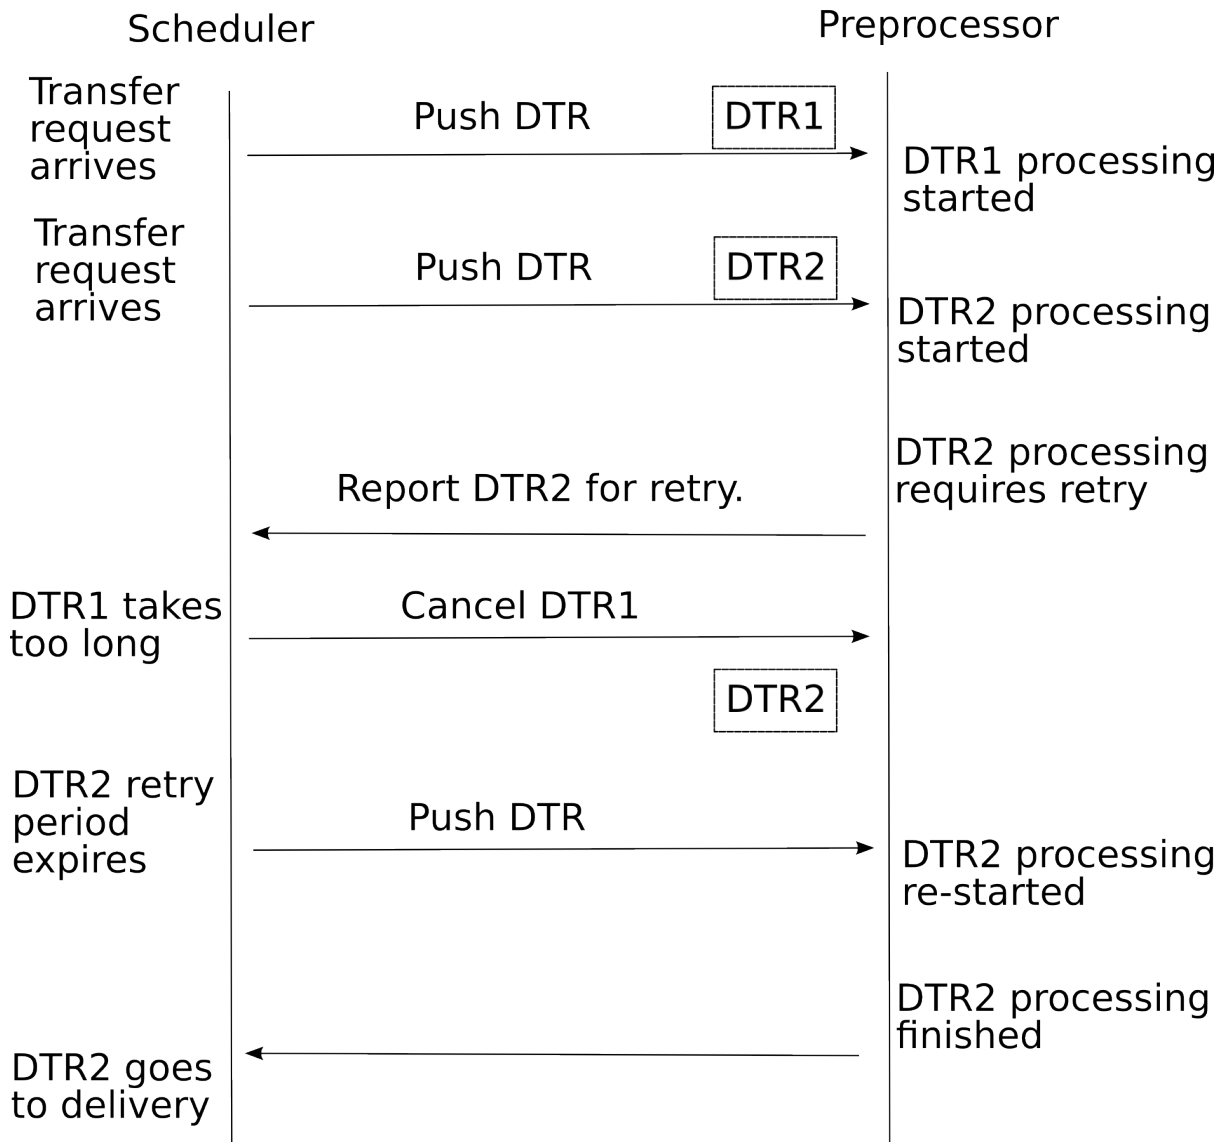 Scheduler
Preprocessor
Transfer
request
arrives
Push DTR
DTR1
DTR1 processing
started
Transfer
request
arrives
Push DTR
DTR2
DTR2 processing
started
DTR2 processing
requires retry
Report DTR2 for retry.
DTR1 takes
too long
Cancel DTR1
DTR2
DTR2 retry
period
expires
Push DTR
DTR2 processing
re-started
DTR2 processing
finished
DTR2 goes
to delivery